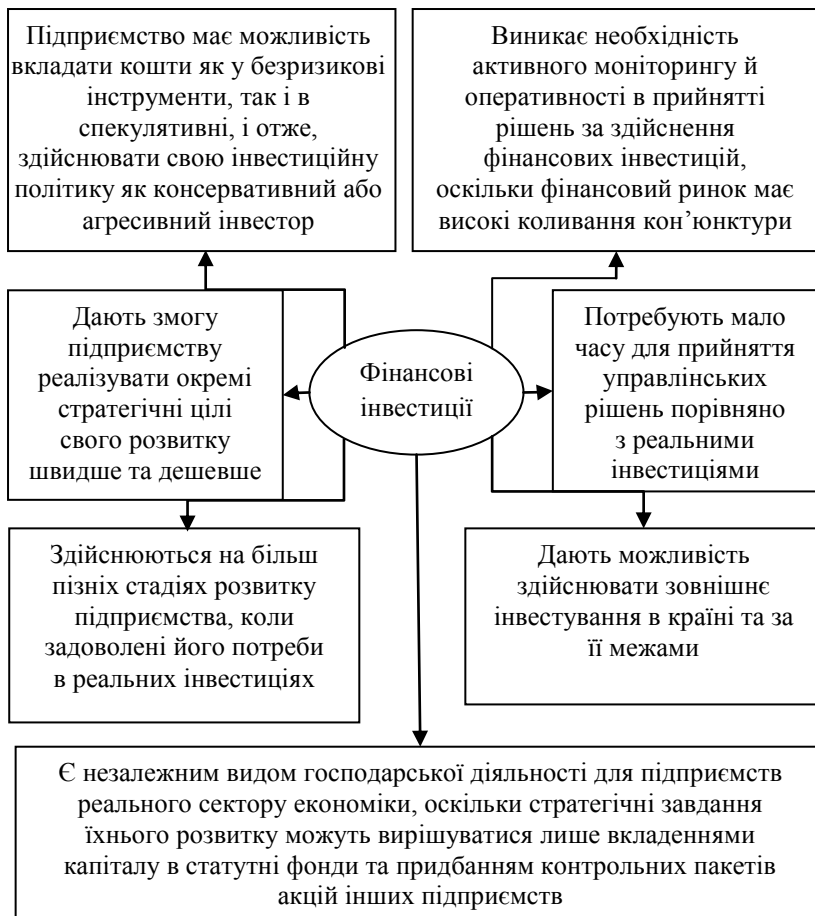 Підприємство має можливість
вкладати кошти як у безризикові
інструменти, так і в
спекулятивні, і отже,
здійснювати свою інвестиційну
політику як консервативний або
агресивний інвестор
Виникає необхідність
активного моніторингу й
оперативності в прийнятті
рішень за здійснення
фінансових інвестицій,
оскільки фінансовий ринок має
високі коливання кон’юнктури
Дають змогу
підприємству
реалізувати окремі
стратегічні цілі
свого розвитку
швидше та дешевше
Фінансові
інвестиції
Потребують мало
часу для прийняття
управлінських
рішень порівняно
з реальними
інвестиціями
Здійснюються на більш
пізніх стадіях розвитку
підприємства, коли
задоволені його потреби
в реальних інвестиціях
Дають можливість
здійснювати зовнішнє
інвестування в країні та за
її межами
Є незалежним видом господарської діяльності для підприємств
реального сектору економіки, оскільки стратегічні завдання
їхнього розвитку можуть вирішуватися лише вкладеннями
капіталу в статутні фонди та придбанням контрольних пакетів
акцій інших підприємств